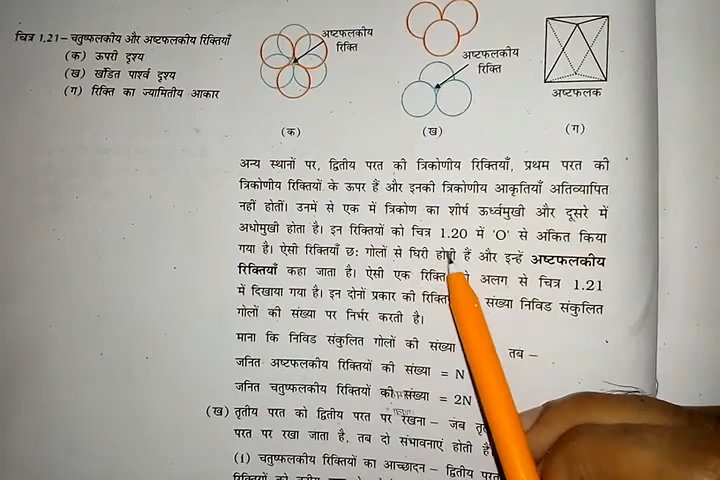 चित्र 1.21– चतुष्फलकीय और अष्टफलकीय रिक्तियाँ
(क) ऊपरी दृश्य
(ख) खंडित पार्श्व दृश्य
(ग) रिक्ति का ज्यामितीय आकार
अष्टफलकीय
रिक्ति
(क)
अष्टफलकीय
रिक्ति
(ख)
अष्टफलक
(ग)
अन्य स्थानों पर, द्वितीय परत की त्रिकोणीय रिक्तियाँ, प्रथम परत की
त्रिकोणीय रिक्तियों के ऊपर हैं और इनकी त्रिकोणीय आकृतियाँ अतिव्यापित
नहीं होतीं। उनमें से एक में त्रिकोण का शीर्ष ऊर्ध्वमुखी और दूसरे में
अधोमुखी होता है। इन रिक्तियों को चित्र 1.20 में 'O' से अंकित किया
गया है। ऐसी रिक्तियाँ छ: गोलों से घिरी होती हैं और इन्हें अष्टफलकीय
रिक्तियाँ कहा जाता है। ऐसी एक रिक्ति अलग से चित्र 1.21
में दिखाया गया है। इन दोनों प्रकार की संख्या निविड संकुलित
गोलों की संख्या पर निर्भर करती है।
माना कि निविड संकुलित गोलों की संख्या तब –
जनित अष्टफलकीय रिक्तियों की संख्या = N
जनित चतुष्फलकीय रिक्तियों की संख्या = 2N
(ख) तृतीय परत को द्वितीय परत पर रखना – जब
परत पर रखा जाता है, तब दो संभावनाएं होती
(i) चतुष्फलकीय रिक्तियों का आच्छादन – द्वितीय परत
रिक्तियों को तृतीय